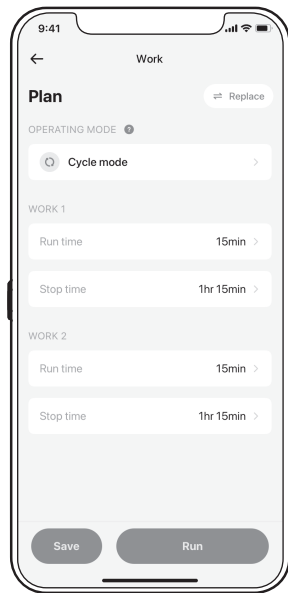 9:41
Work
Plan
Replace
OPERATING MODE ?
Cycle mode
WORK 1
Run time 15min
Stop time 1hr 15min
WORK 2
Run time 15min
Stop time 1hr 15min
Save Run